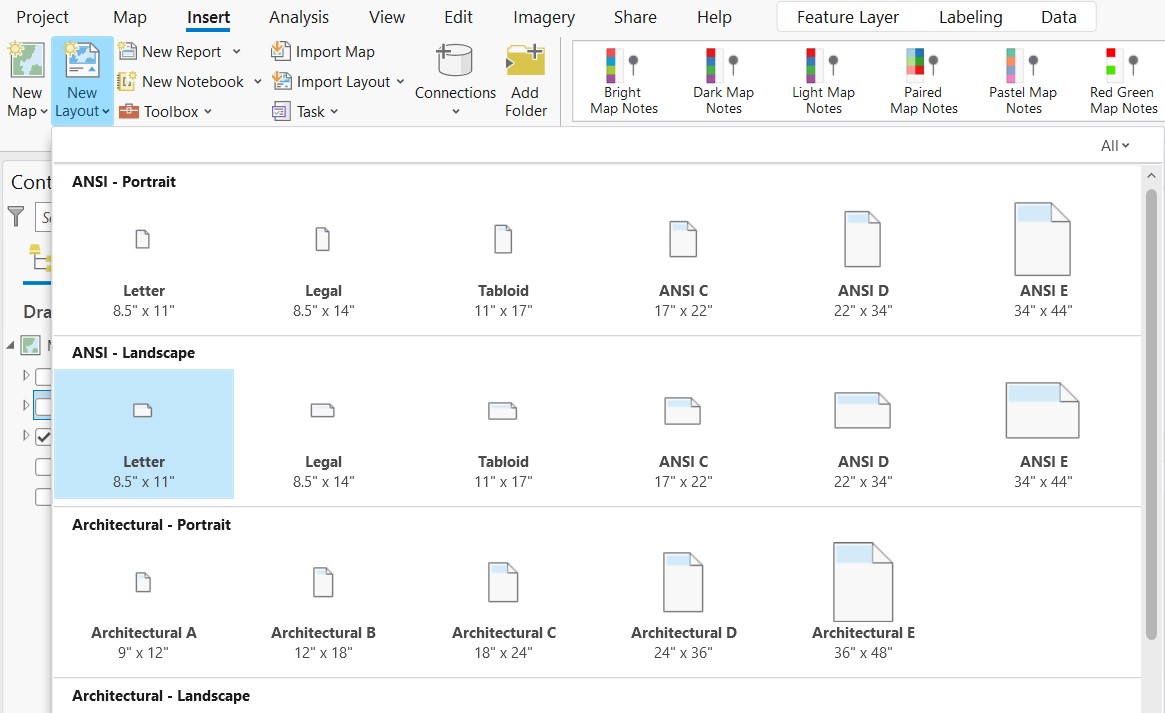 Project Map Insert Analysis View Edit Imagery Share Help Feature Layer Labeling Data
New Map
New Layout
New Report
New Notebook
Toolbox
Import Map
Import Layout
Task
Connections
Add Folder
Bright Map Notes
Dark Map Notes
Light Map Notes
Paired Map Notes
Pastel Map Notes
Red Green Map Notes
All
Cont
Dra
ANSI - Portrait
Letter Legal Tabloid ANSI C ANSI D ANSI E
8.5" x 11" 8.5" x 14" 11" x 17" 17" x 22" 22" x 34" 34" x 44"
ANSI - Landscape
Letter Legal Tabloid ANSI C ANSI D ANSI E
8.5" x 11" 8.5" x 14" 11" x 17" 17" x 22" 22" x 34" 34" x 44"
Architectural - Portrait
Architectural A Architectural B Architectural C Architectural D Architectural E
9" x 12" 12" x 18" 18" x 24" 24" x 36" 36" x 48"
Architectural - Landscape